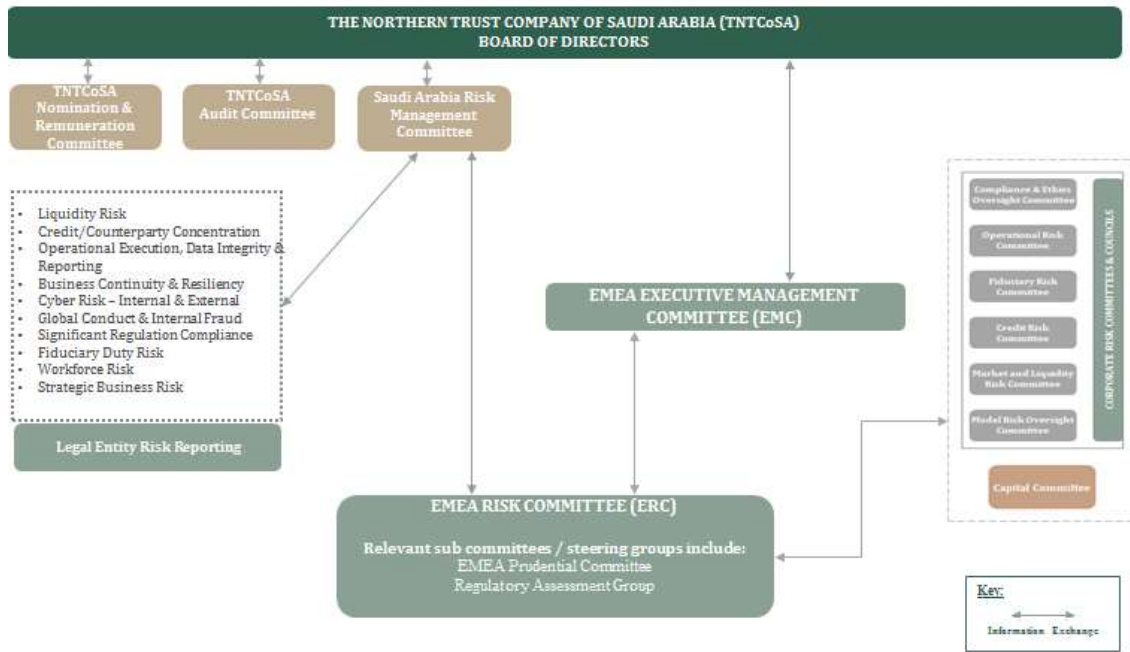 THE NORTHERN TRUST COMPANY OF SAUDI ARABIA (TNTCoSA)
BOARD OF DIRECTORS
TNTCoSA
Nomination &
Remuneration
Committee
TNTCoSA
Audit Committee
Saudi Arabia Risk
Management
Committee
• Liquidity Risk
• Credit/Counterparty Concentration
• Operational Execution, Data Integrity &
Reporting
• Business Continuity & Resiliency
• Cyber Risk – Internal & External
• Global Conduct & Internal Fraud
• Significant Regulation Compliance
• Fiduciary Duty Risk
• Workforce Risk
• Strategic Business Risk
Legal Entity Risk Reporting
EMEA EXECUTIVE MANAGEMENT
COMMITTEE (EMC)
EMEA RISK COMMITTEE (ERC)
Relevant sub committees / steering groups include:
EMEA Prudential Committee
Regulatory Assessment Group
Compliance & Ethics
Oversight Committee
Operational Risk
Committee
Fiduciary Risk
Committee
Credit Risk
Committee
Market and Liquidity
Risk Committee
Model Risk Oversight
Committee
CORPORATE RISK COMMITTEES & COUNCILS
Capital Committee
Key:
Information Exchange